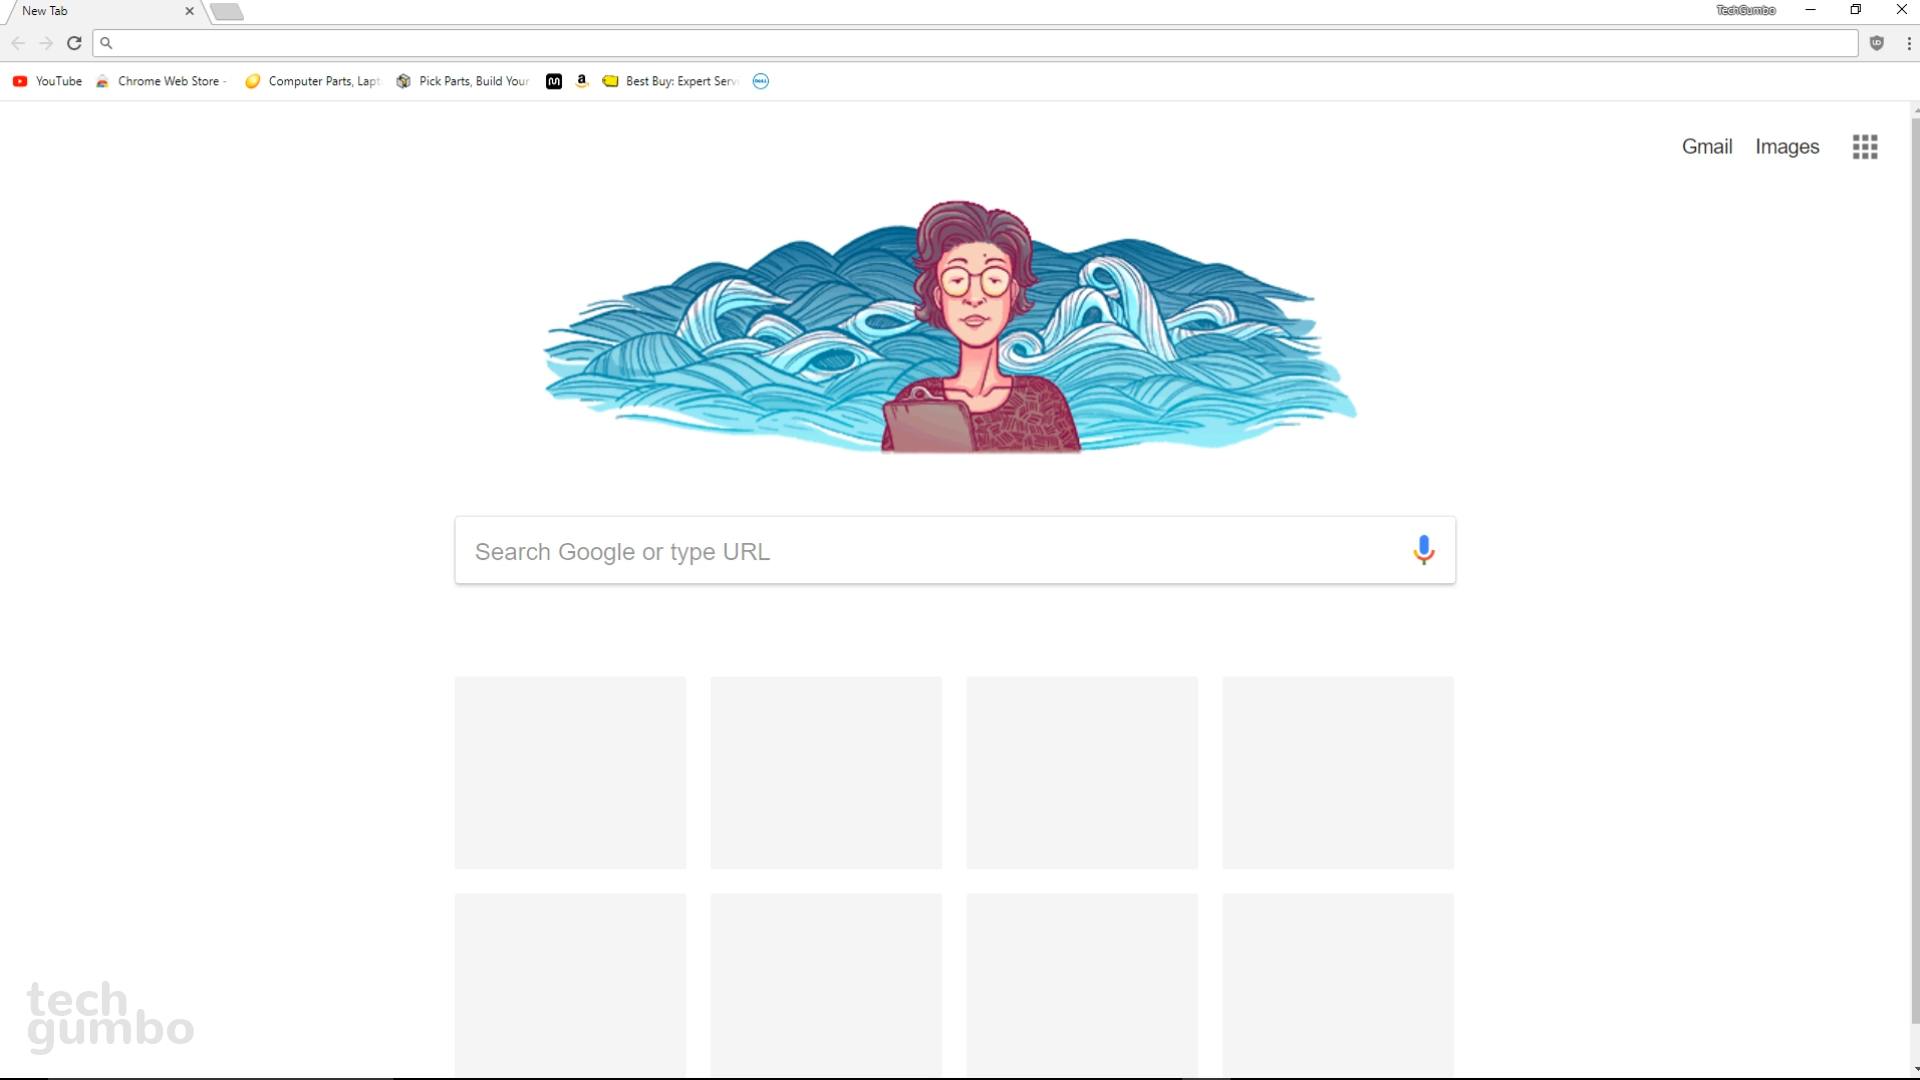 New Tab
TechGumbo
YouTube
Chrome Web Store -
Computer Parts, Lapt
Pick Parts, Build Your
a
Best Buy: Expert Serv
DELL
Gmail Images
Search Google or type URL
tech
gumbo